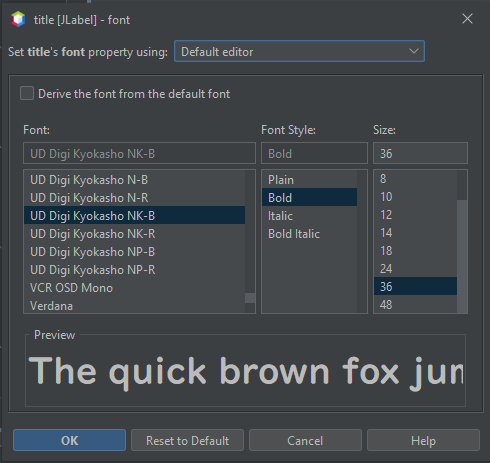 title [JLabel] - font
Set title's font property using: Default editor
Derive the font from the default font
Font: Font Style: Size:
UD Digi Kyokasho NK-B Bold 36
UD Digi Kyokasho N-B Plain 8
UD Digi Kyokasho N-R Bold 10
UD Digi Kyokasho NK-B Italic 12
UD Digi Kyokasho NK-R Bold Italic 14
UD Digi Kyokasho NP-B 18
UD Digi Kyokasho NP-R 24
VCR OSD Mono 36
Verdana 48
Preview
The quick brown fox jum
OK Reset to Default Cancel Help